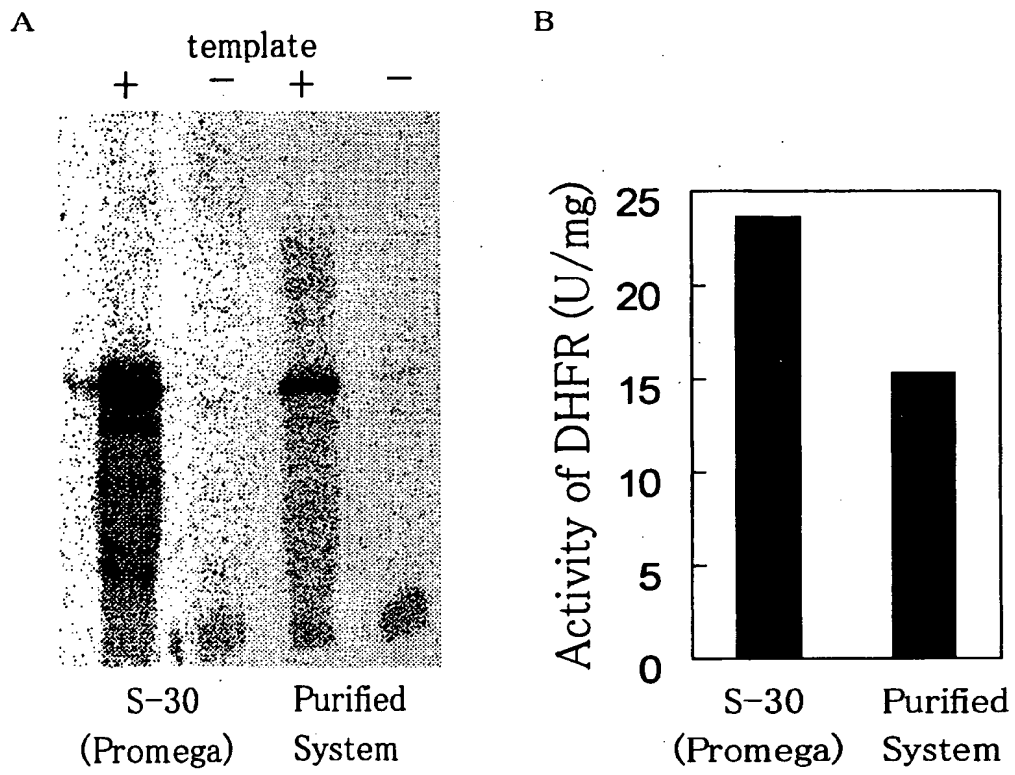 A
template
+ − + −
S-30
(Promega)
Purified
System
B
Activity of DHFR (U/mg)
25
20
15
10
5
0
S-30
(Promega)
Purified
System